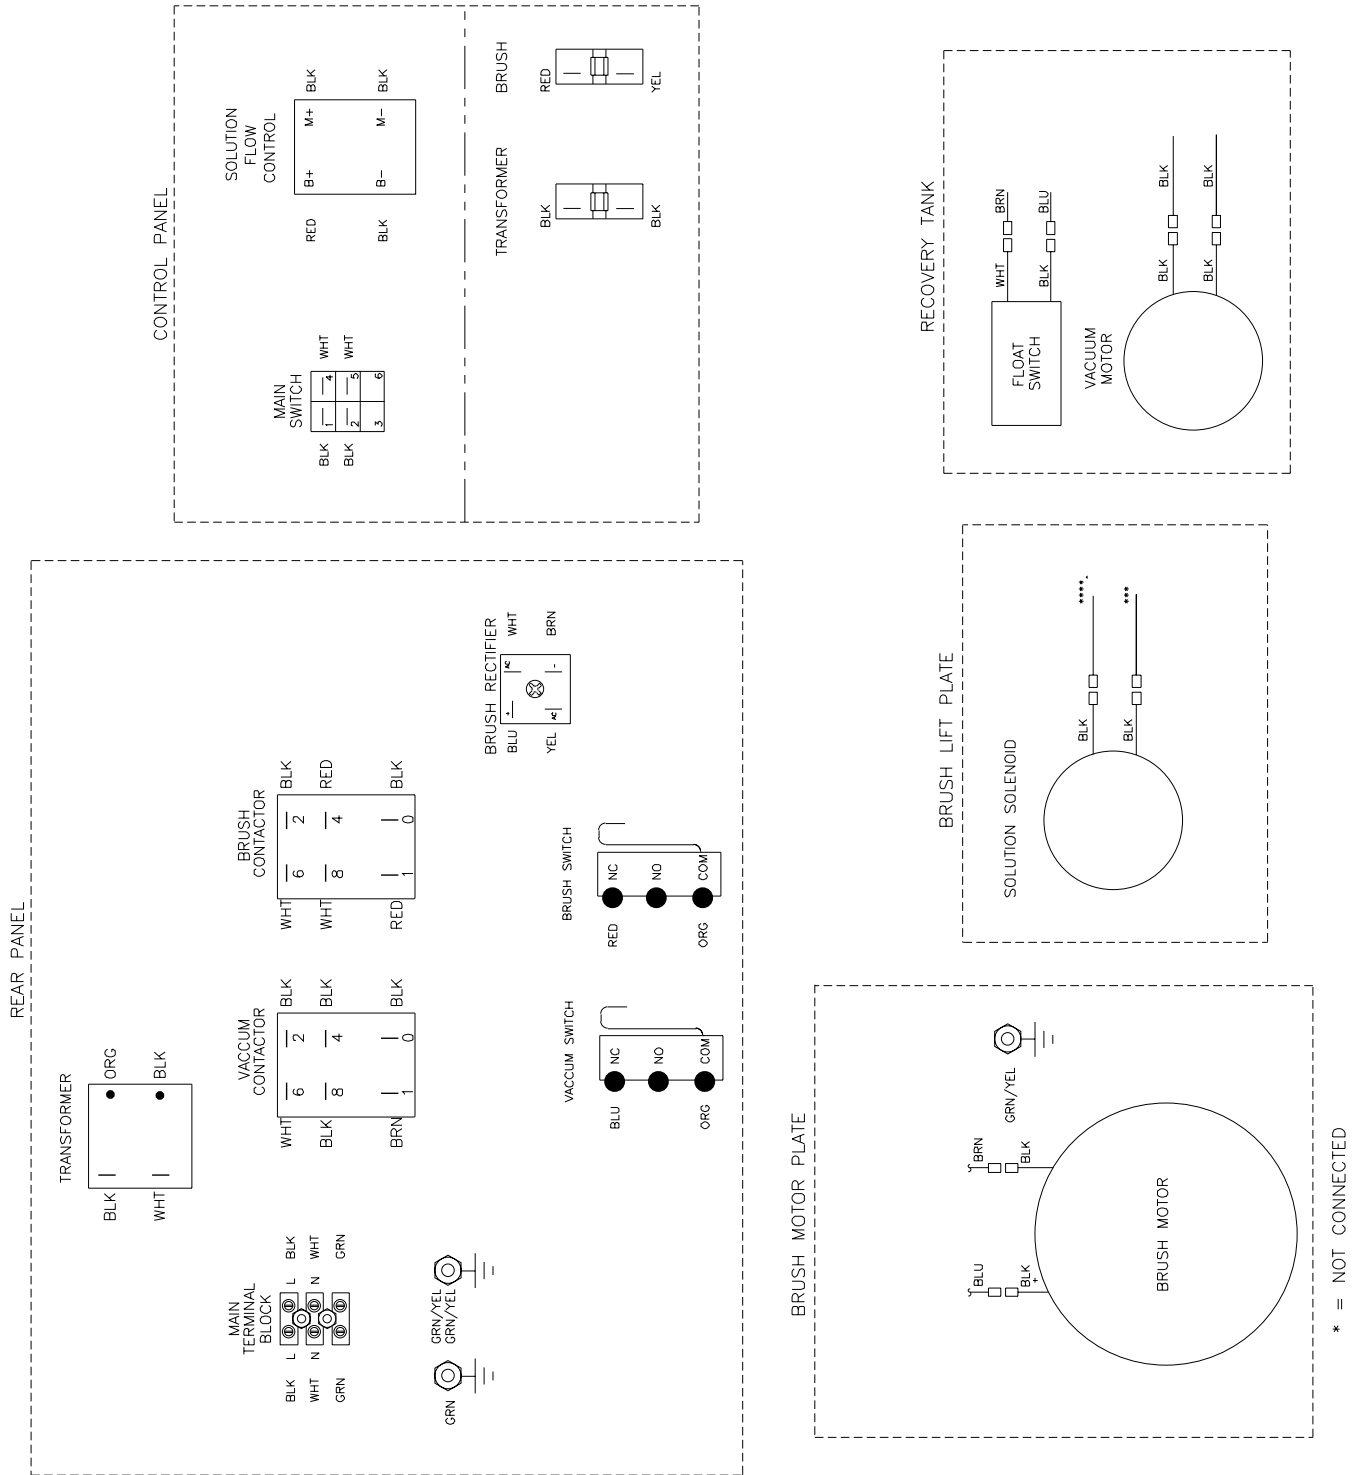 REAR PANEL
TRANSFORMER
BLK
ORG
WHT
BLK
MAIN
TERMINAL
BLOCK
BLK L L BLK
WHT N N WHT
GRN GRN
GRN
GRN/YEL
GRN/YEL
VACCUM
CONTACTOR
WHT 6 2 BLK
BLK 8 4 BLK
BRN 1 0 BLK
BRUSH
CONTACTOR
WHT 6 2 BLK
WHT 8 4 RED
RED 1 0 BLK
VACCUM SWITCH
BLU NC
NO
ORG COM
BRUSH SWITCH
RED NC
NO
ORG COM
BRUSH RECTIFIER
BLU + AC WHT
YEL AC - BRN
CONTROL PANEL
MAIN
SWITCH
BLK 1 4 WHT
BLK 2 5 WHT
3 6
SOLUTION
FLOW
CONTROL
RED B+ M+ BLK
BLK B- M- BLK
TRANSFORMER
BLK
BLK
BRUSH
RED
YEL
BRUSH MOTOR PLATE
BLU
BLK
+
BRN
BLK
GRN/YEL
BRUSH MOTOR
BRUSH LIFT PLATE
SOLUTION SOLENOID
BLK ****
BLK ***
RECOVERY TANK
FLOAT
SWITCH
WHT BRN
BLK BLU
VACUUM
MOTOR
BLK BLK
BLK BLK
* = NOT CONNECTED